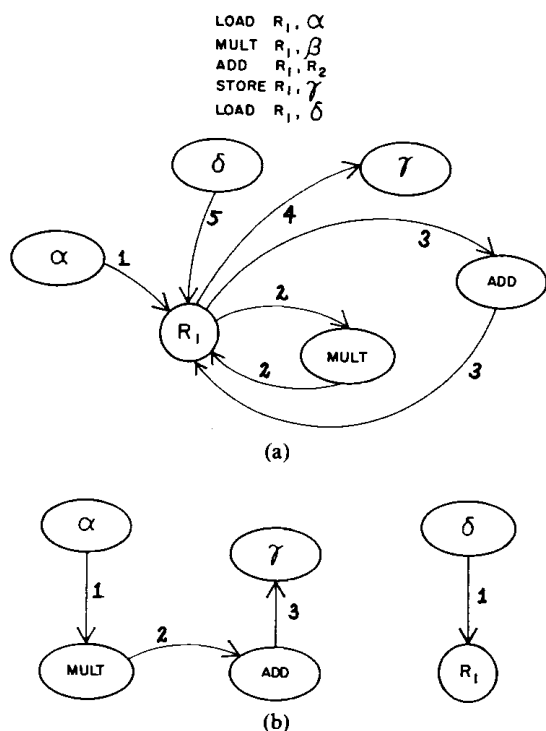 LOAD R₁, α
MULT R₁, β
ADD R₁, R₂
STORE R₁, γ
LOAD R₁, δ
δ
γ
5
4
3
α
1
ADD
2
R₁
MULT
2
3
(a)
α
δ
γ
1
3
1
2
MULT
ADD
R₁
(b)